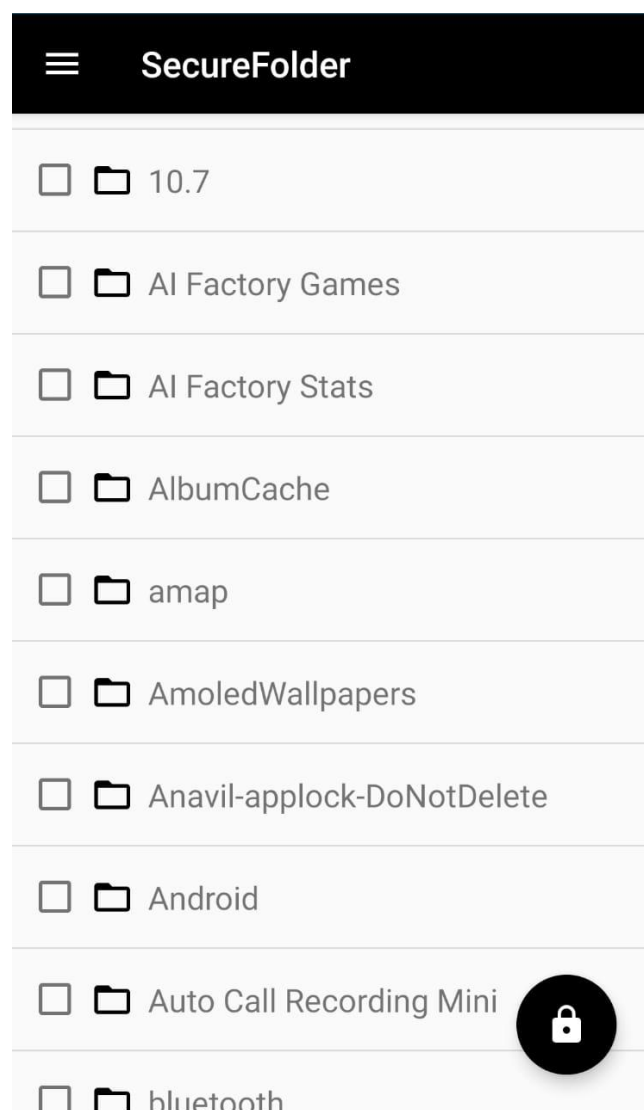 SecureFolder
10.7
AI Factory Games
AI Factory Stats
AlbumCache
amap
AmoledWallpapers
Anavil-applock-DoNotDelete
Android
Auto Call Recording Mini
bluetooth